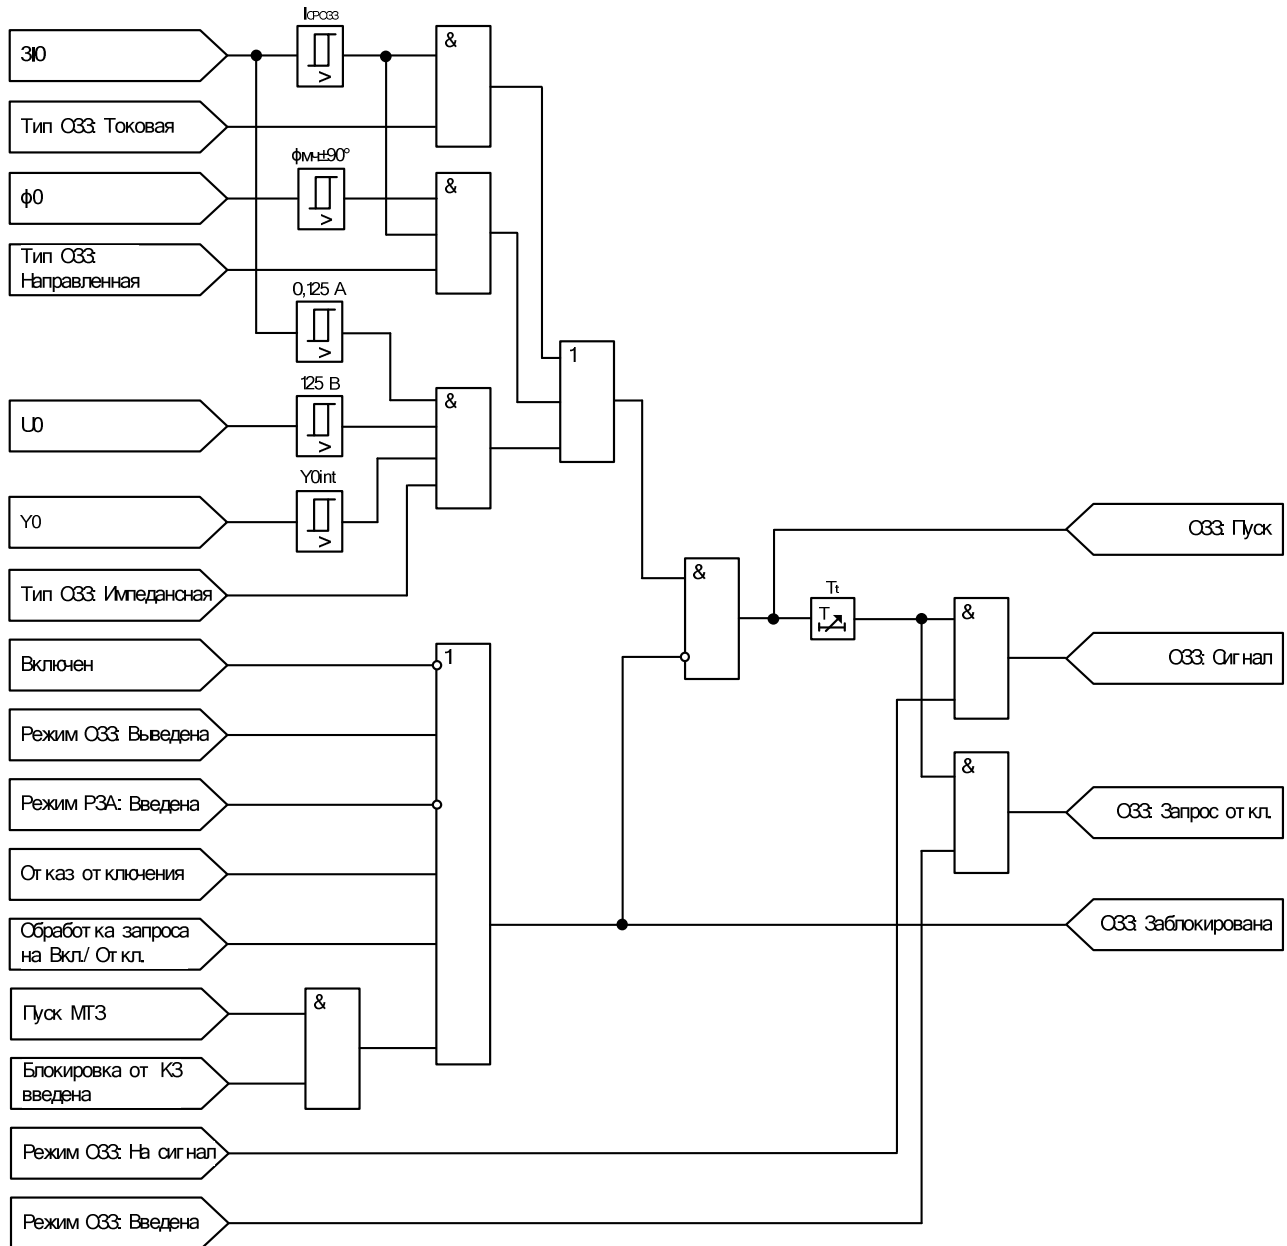 IСРОЗЗ
3I0
&
Тип ОЗЗ: Токовая
φмч±90°
&
φ0
Тип ОЗЗ:
Направленная
0,125 А
1
125 В
&
U0
Y0int
Y0
ОЗЗ: Пуск
&
Тип ОЗЗ: Импедансная
Tt
T
&
1
Включен
ОЗЗ: Сигнал
Режим ОЗЗ: Выведена
&
Режим РЗА: Введена
ОЗЗ: Запрос откл.
Отказ отключения
Обработка запроса
на Вкл./ Откл.
ОЗЗ: Заблокирована
&
Пуск МТЗ
Блокировка от КЗ
введена
Режим ОЗЗ: На сигнал
Режим ОЗЗ: Введена